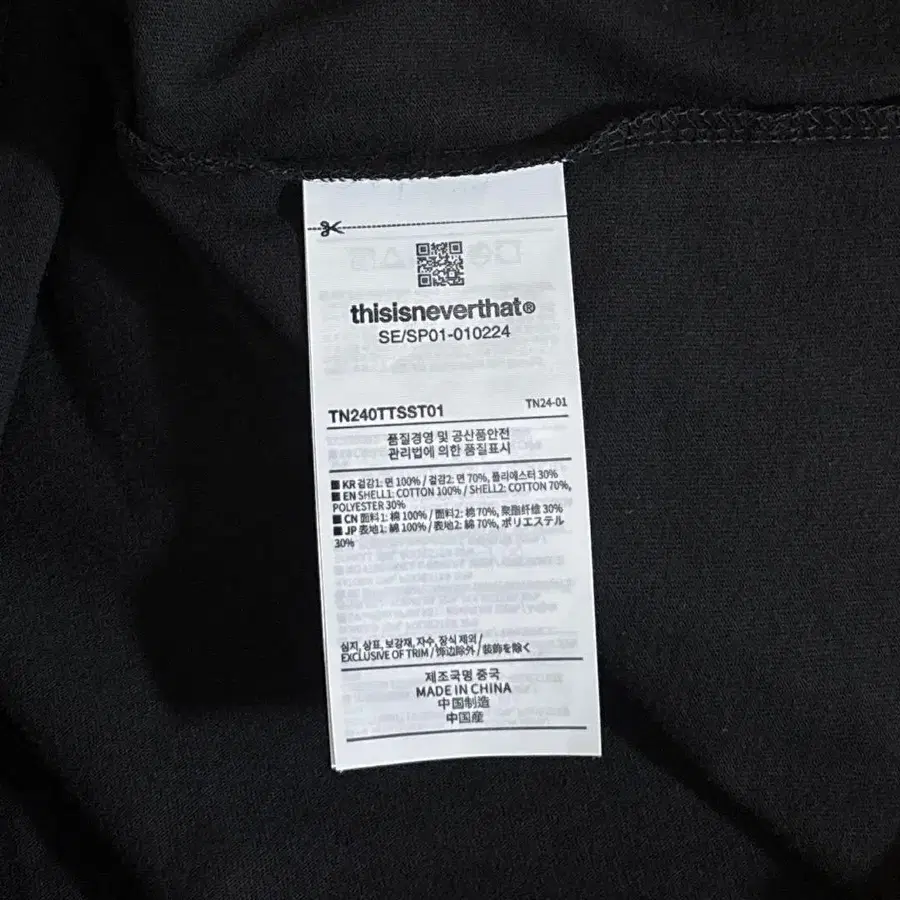 thisisneverthat®
SE/SP01-010224
TN240TTSST01 TN24-01
품질경영 및 공산품안전
관리법에 의한 품질표시
■ KR 겉감1: 면 100% / 겉감2: 면 70%, 폴리에스터 30%
■ EN SHELL1: COTTON 100% / SHELL2: COTTON 70%,
POLYESTER 30%
■ CN 面料1: 棉 100% / 面料2: 棉 70%, 聚脂纤维 30%
■ JP 表地1: 綿 100% / 表地2: 綿 70%, ポリエステル
30%
심지, 상표, 보강재, 자수, 장식 제외 /
EXCLUSIVE OF TRIM / 饰边除外 / 装飾を除く
제조국명 중국
MADE IN CHINA
中国制造
中国産